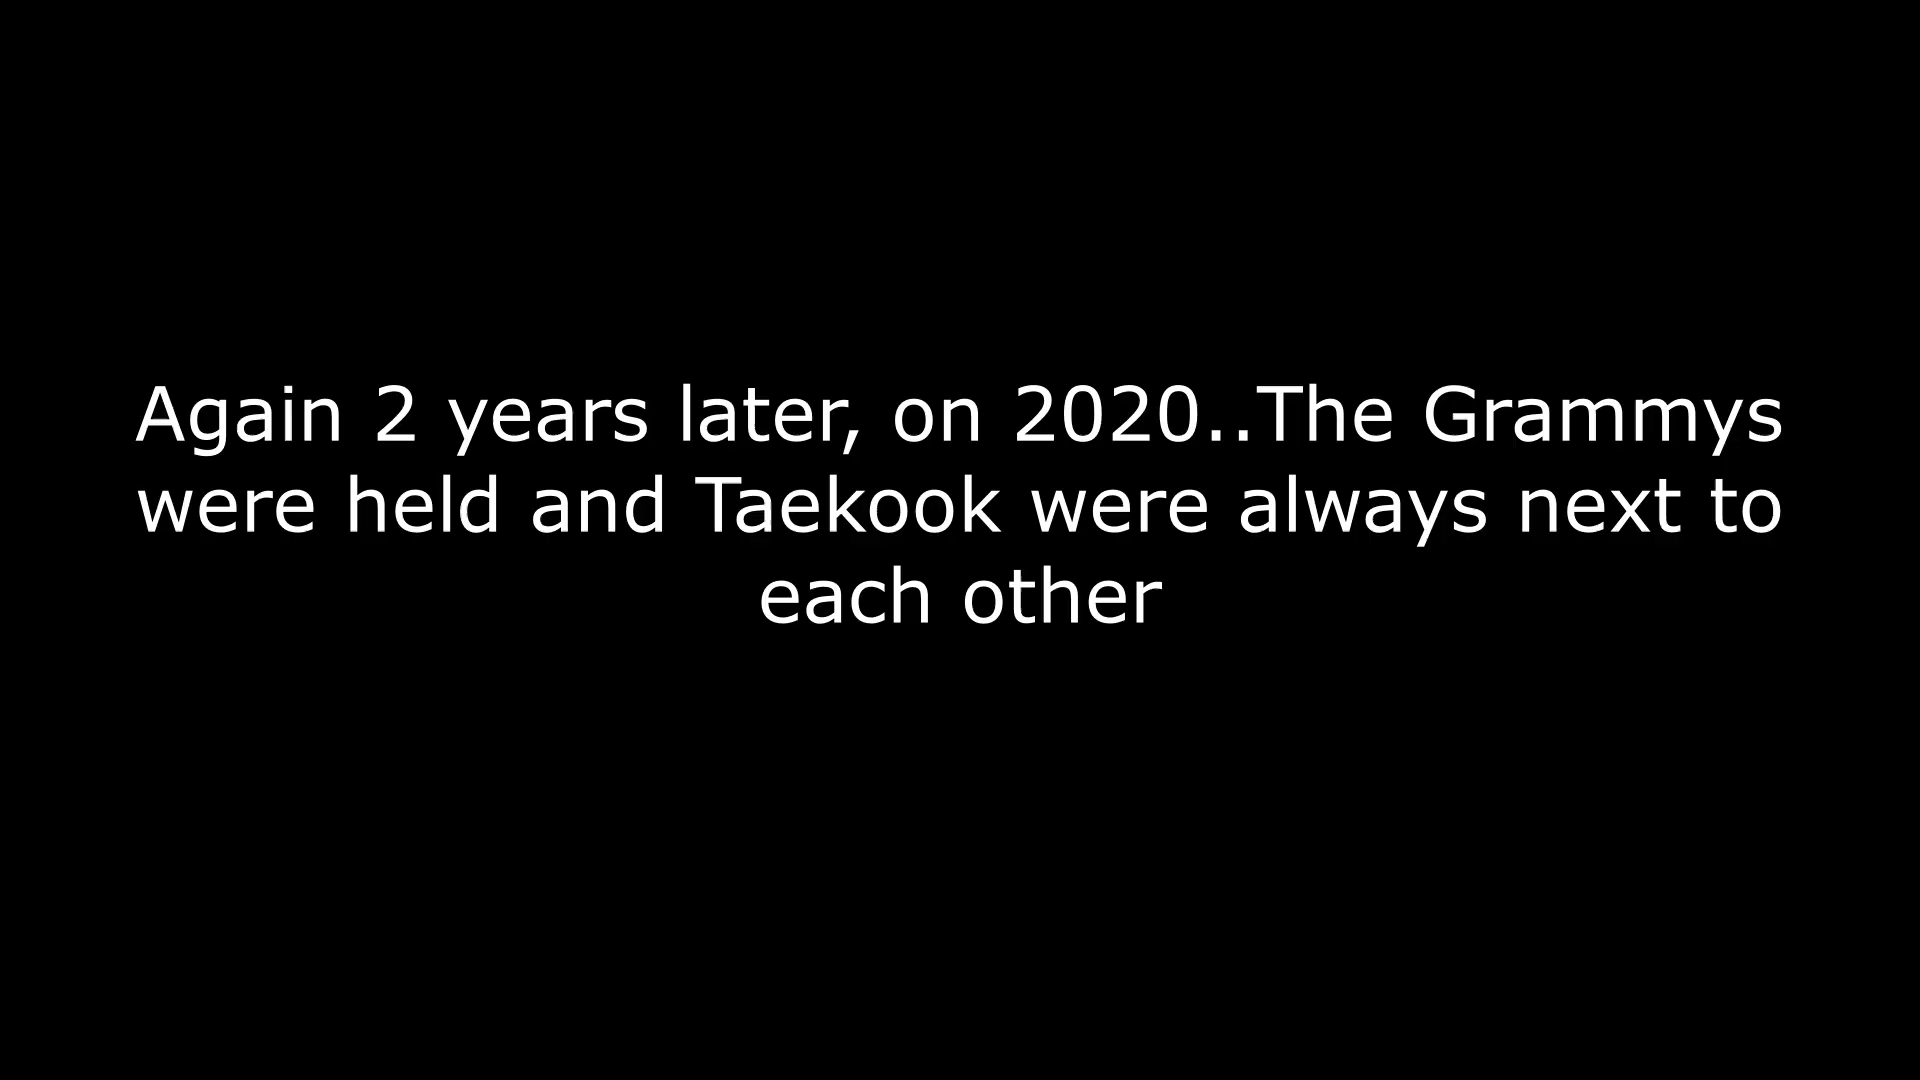 Again 2 years later, on 2020..The Grammys
were held and Taekook were always next to
each other